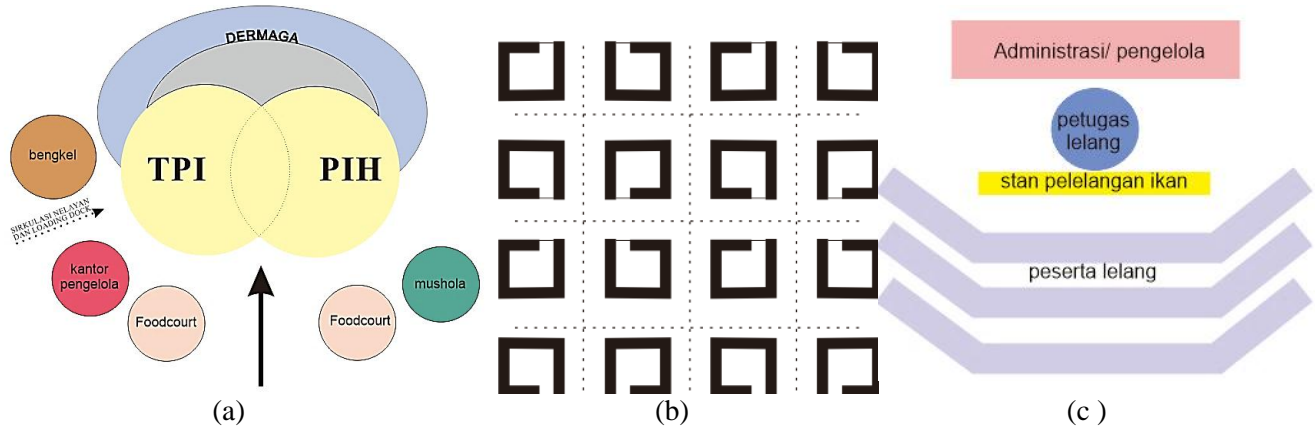 DERMAGA
bengkel
TPI
PIH
SIRKULASI NELAYAN
DAN LOADING DOCK
kantor
pengelola
Foodcourt
Foodcourt
mushola
(a)
(b)
Administrasi/ pengelola
petugas
lelang
stan pelelangan ikan
peserta lelang
(c )